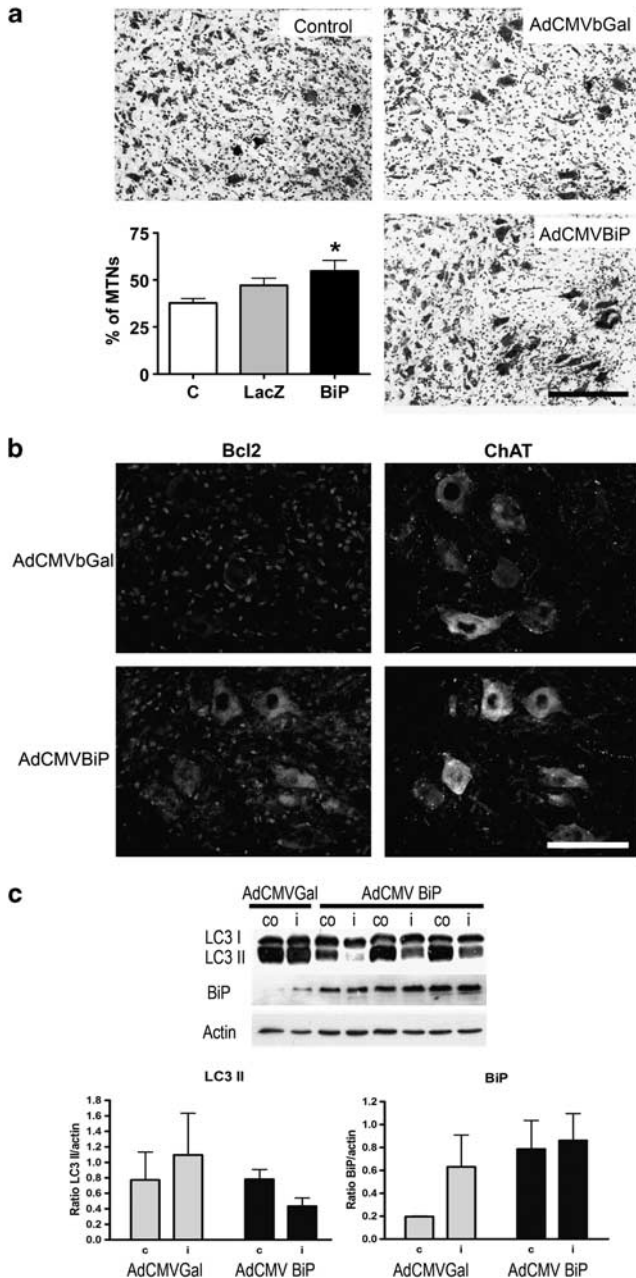 a
Control
AdCMVbGal
AdCMVBiP
% of MTNs
75
50
25
0
*
C LacZ BiP
b
Bcl2 ChAT
AdCMVbGal
AdCMVBiP
c
AdCMVGal AdCMV BiP
co i co i co i co i
LC3 I
LC3 II
BiP
Actin
LC3 II
Ratio LC3 II/actin
1.8
1.6
1.4
1.2
1.0
0.8
0.6
0.4
0.2
0.0
c i c i
AdCMVGal AdCMV BiP
BiP
Ratio BiP/actin
1.2
1.0
0.8
0.6
0.4
0.2
0.0
c i c i
AdCMVGal AdCMV BiP